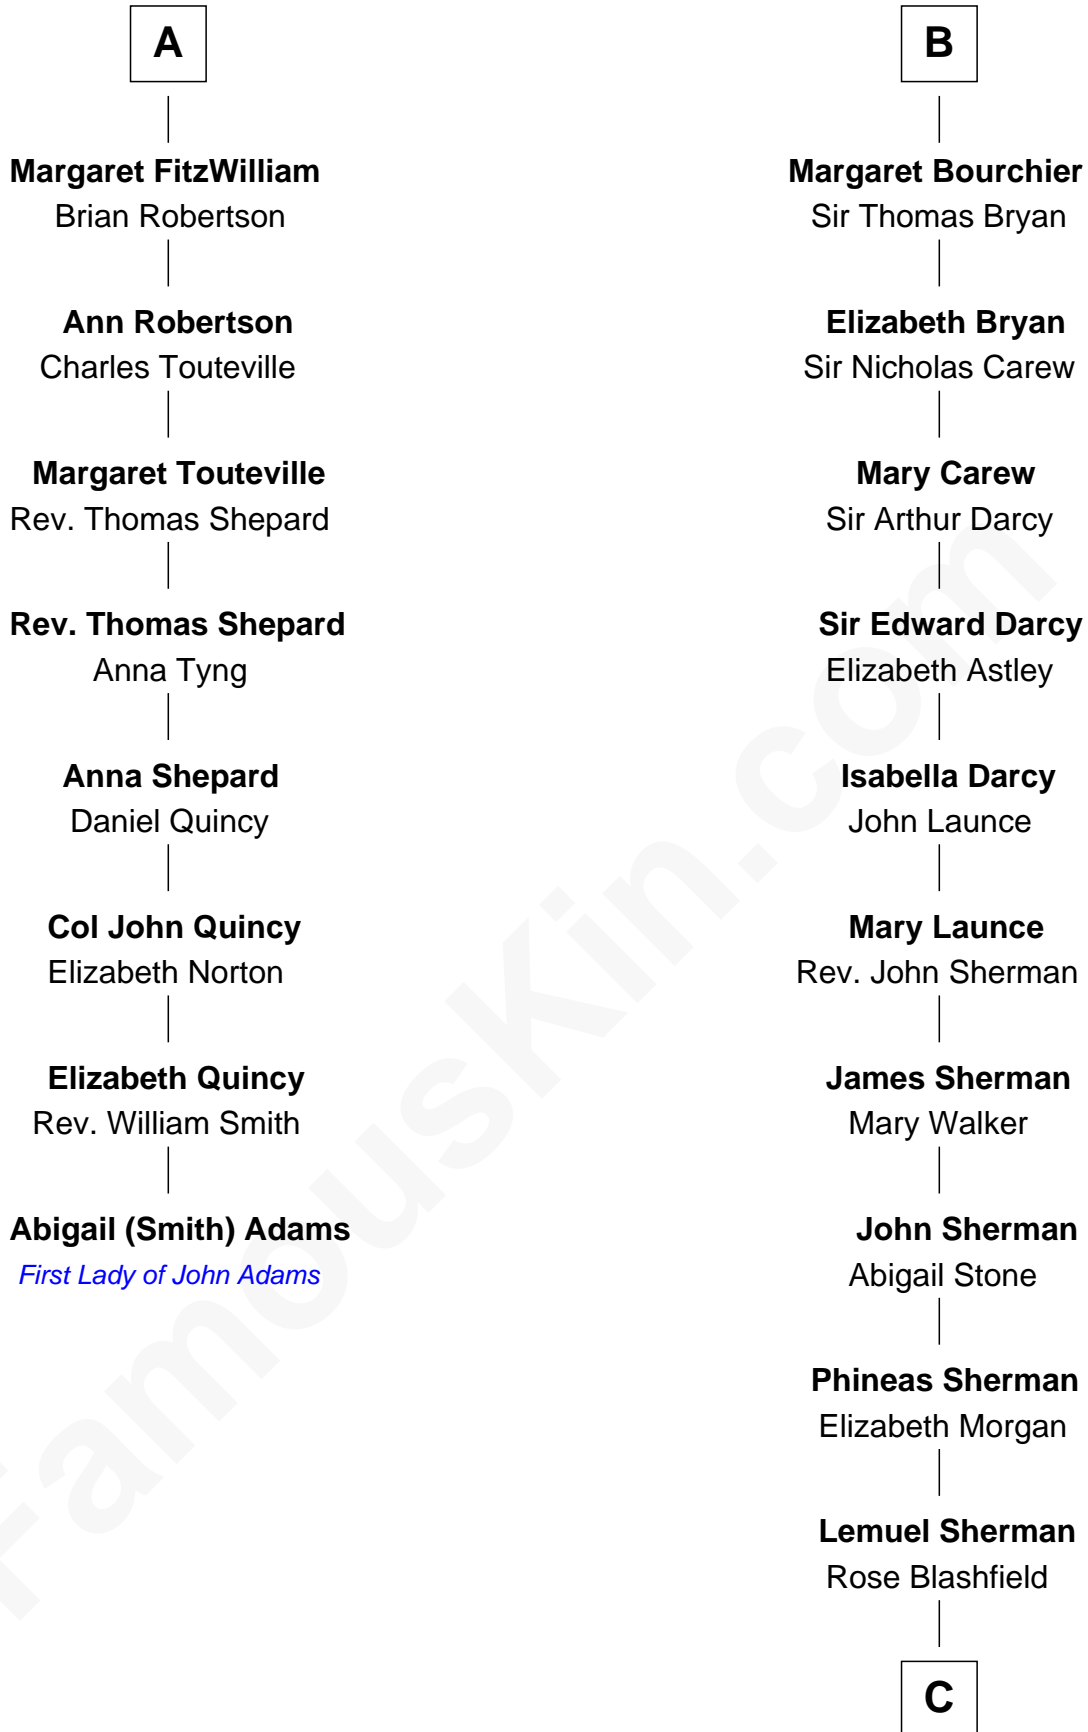 A
Margaret FitzWilliam
Brian Robertson
Ann Robertson
Charles Touteville
Margaret Touteville
Rev. Thomas Shepard
Rev. Thomas Shepard
Anna Tyng
Anna Shepard
Daniel Quincy
Col John Quincy
Elizabeth Norton
Elizabeth Quincy
Rev. William Smith
Abigail (Smith) Adams
First Lady of John Adams
B
Margaret Bourchier
Sir Thomas Bryan
Elizabeth Bryan
Sir Nicholas Carew
Mary Carew
Sir Arthur Darcy
Sir Edward Darcy
Elizabeth Astley
Isabella Darcy
John Launce
Mary Launce
Rev. John Sherman
James Sherman
Mary Walker
John Sherman
Abigail Stone
Phineas Sherman
Elizabeth Morgan
Lemuel Sherman
Rose Blashfield
C
FamousKin.com